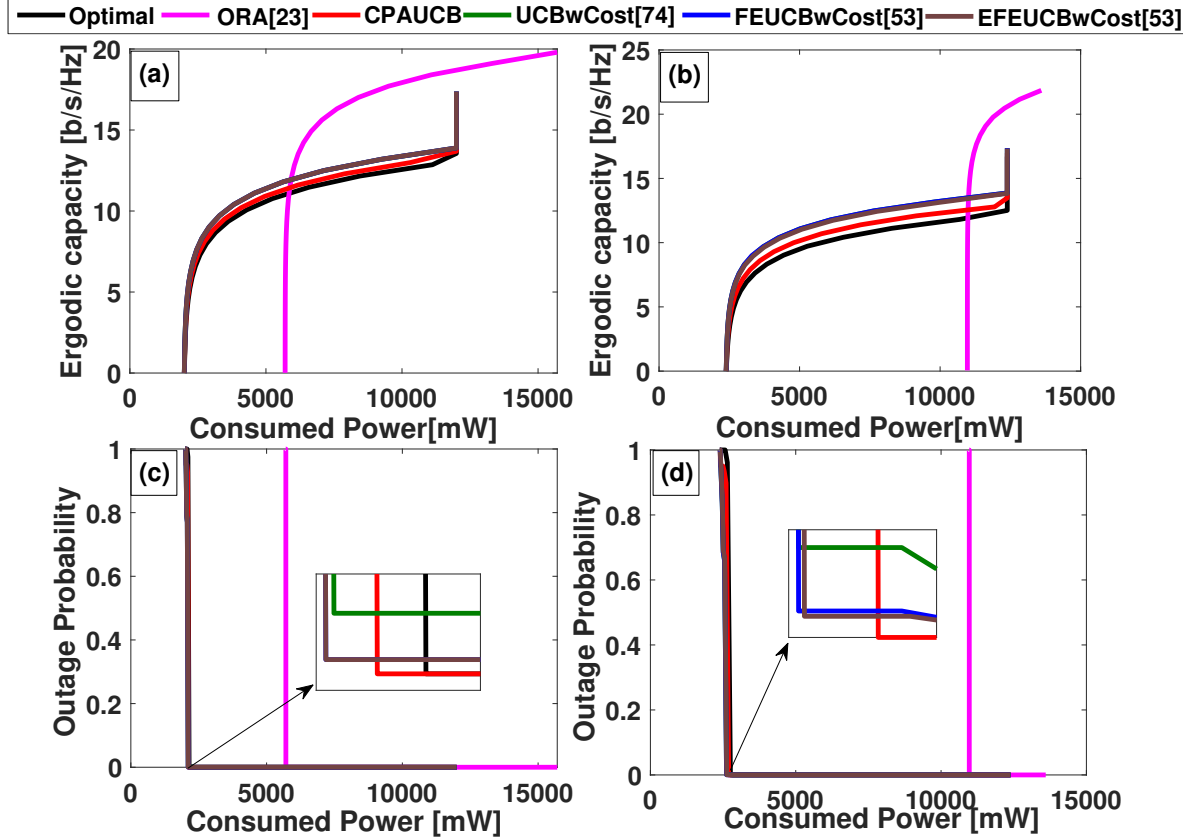 Optimal ORA[23] CPAUCB UCBwCost[74] FEUCBwCost[53] EFEUCBwCost[53]
(a)
Ergodic capacity [b/s/Hz]
20
15
10
5
0
0 5000 10000 15000
Consumed Power[mW]
(b)
Ergodic capacity [b/s/Hz]
25
20
15
10
5
0
0 5000 10000 15000
Consumed Power[mW]
(c)
Outage Probability
1
0.8
0.6
0.4
0.2
0
0 5000 10000 15000
Consumed Power [mW]
(d)
Outage Probability
1
0.8
0.6
0.4
0.2
0
0 5000 10000 15000
Consumed Power [mW]